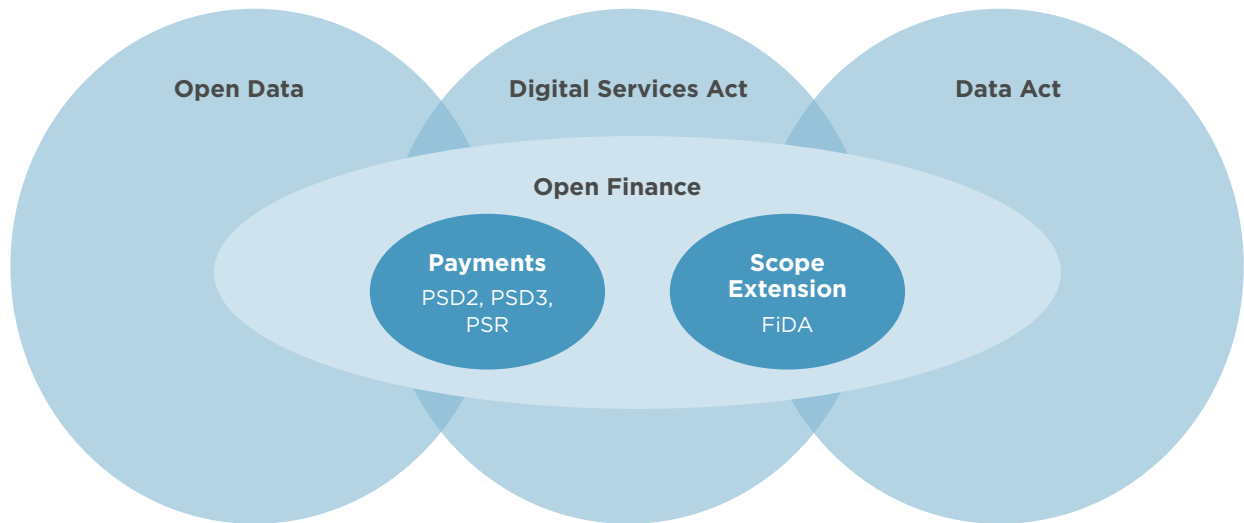 Open Data
Digital Services Act
Data Act
Open Finance
Payments
PSD2, PSD3,
PSR
Scope
Extension
FiDA